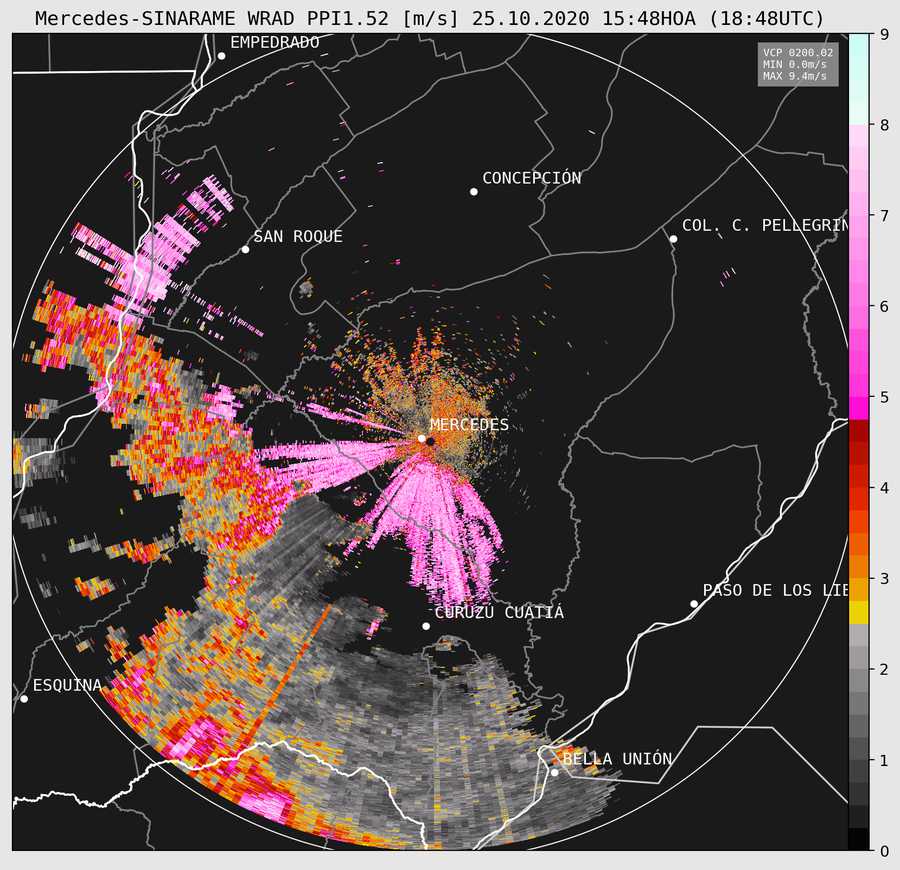 Mercedes-SINARAME WRAD PPI1.52 [m/s] 25.10.2020 15:48HOA (18:48UTC)
EMPEDRADO
VCP 0200.02
MIN 0.0m/s
MAX 9.4m/s
CONCEPCIÓN
SAN ROQUE
COL. C. PELLEGRIN
MERCEDES
PASO DE LOS LIE
CURUZÚ CUATIÁ
ESQUINA
BELLA UNIÓN
9
8
7
6
5
4
3
2
1
0